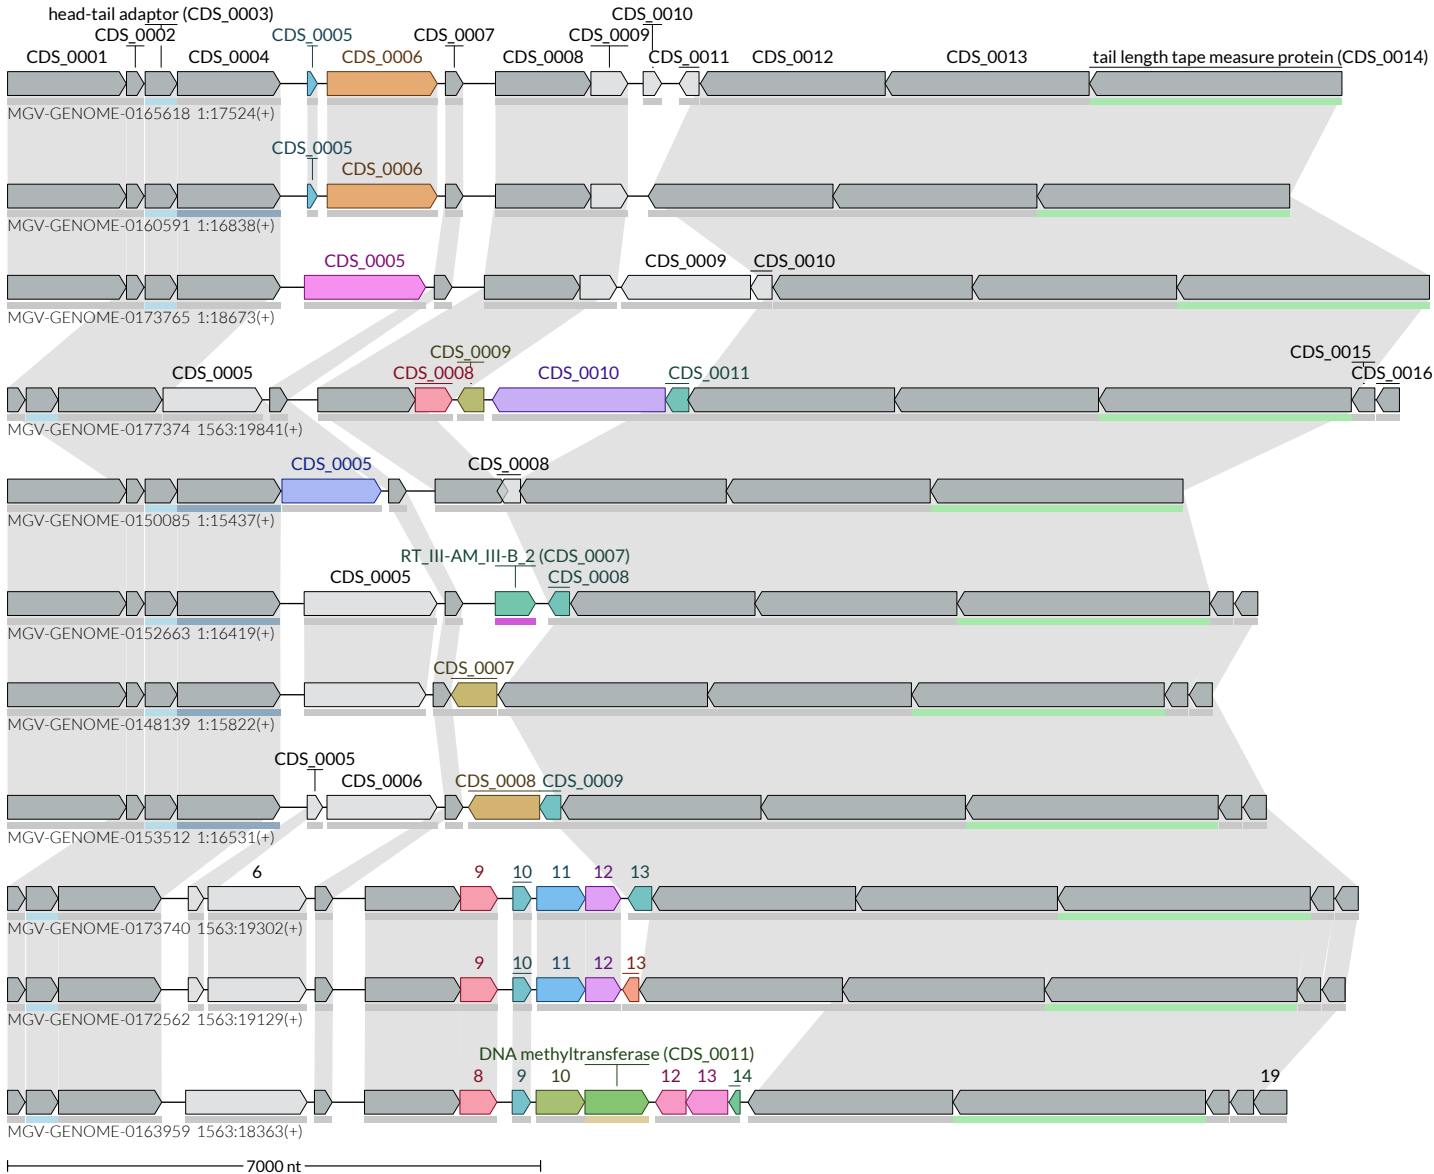 head-tail adaptor (CDS_0003)
CDS_0010
CDS_0002
CDS_0005
CDS_0007
CDS_0009
CDS_0001
CDS_0004
CDS_0006
CDS_0008
CDS_0011
CDS_0012
CDS_0013
tail length tape measure protein (CDS_0014)
MGV-GENOME-0165618 1:17524(+)
CDS_0005
CDS_0006
MGV-GENOME-0160591 1:16838(+)
CDS_0005
CDS_0009
CDS_0010
MGV-GENOME-0173765 1:18673(+)
CDS_0009
CDS_0015
CDS_0005
CDS_0008
CDS_0010
CDS_0011
CDS_0016
MGV-GENOME-0177374 1563:19841(+)
CDS_0005
CDS_0008
MGV-GENOME-0150085 1:15437(+)
RT_III-AM_III-B_2 (CDS_0007)
CDS_0005
CDS_0008
MGV-GENOME-0152663 1:16419(+)
CDS_0007
MGV-GENOME-0148139 1:15822(+)
CDS_0005
CDS_0006
CDS_0008
CDS_0009
MGV-GENOME-0153512 1:16531(+)
6
9
10
11
12
13
MGV-GENOME-0173740 1563:19302(+)
9
10
11
12
13
MGV-GENOME-0172562 1563:19129(+)
DNA methyltransferase (CDS_0011)
8
9
10
12
13
14
19
MGV-GENOME-0163959 1563:18363(+)
7000 nt